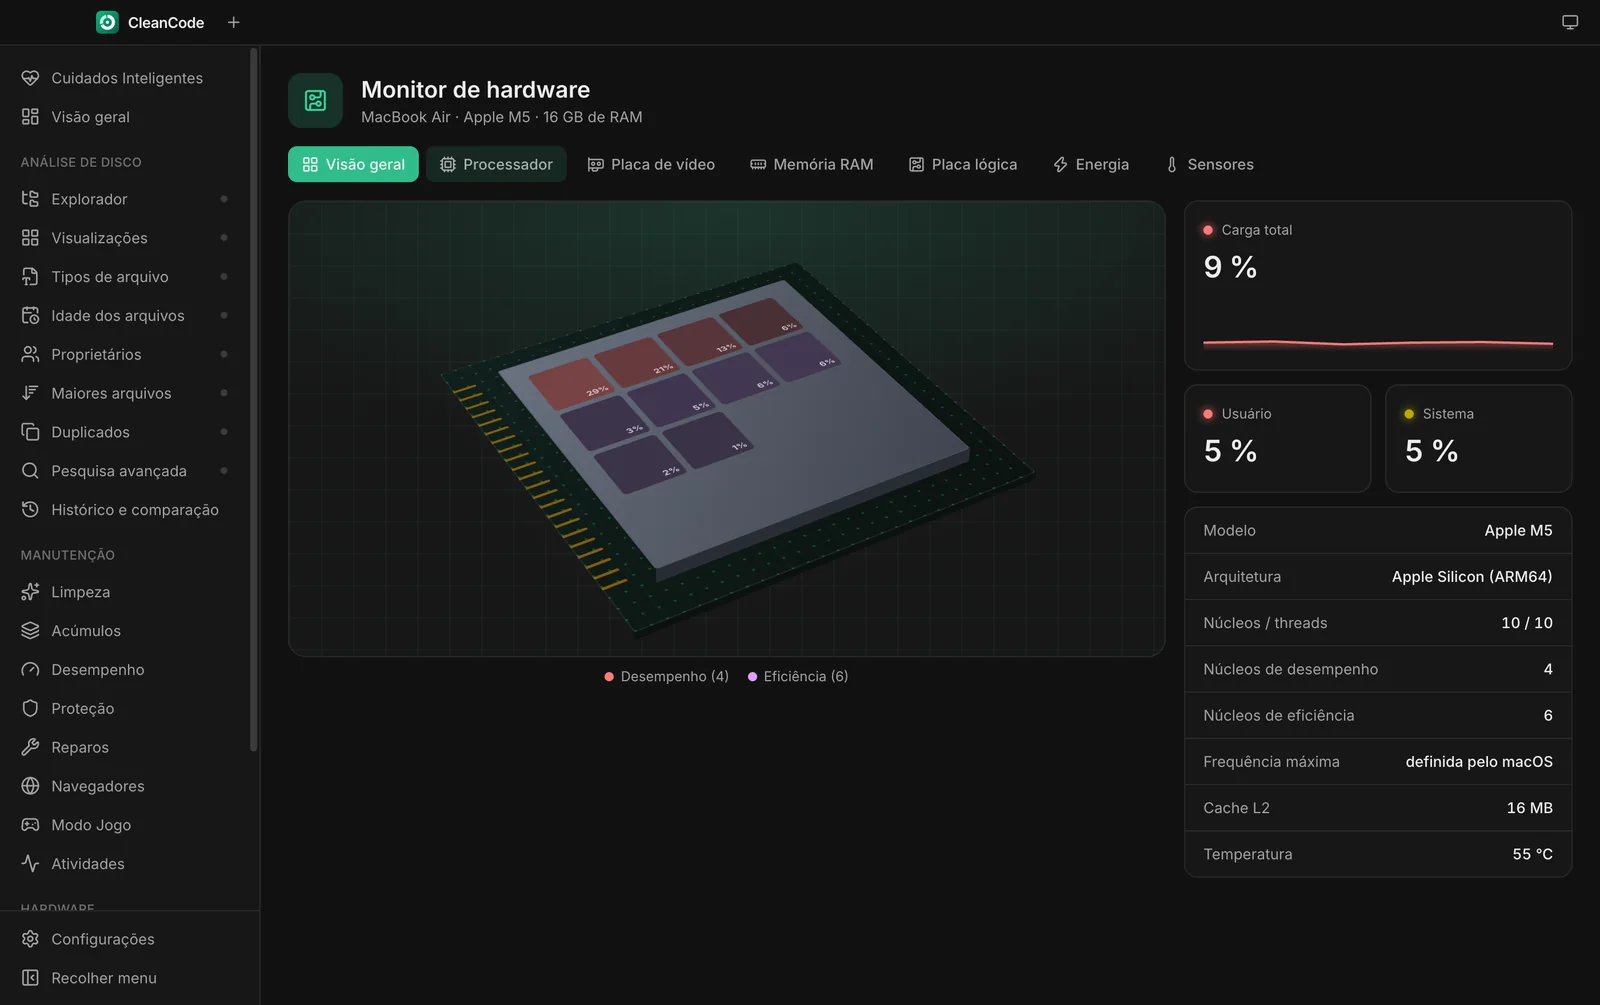 CleanCode
Cuidados Inteligentes
Visão geral
ANÁLISE DE DISCO
Explorador
Visualizações
Tipos de arquivo
Idade dos arquivos
Proprietários
Maiores arquivos
Duplicados
Pesquisa avançada
Histórico e comparação
MANUTENÇÃO
Limpeza
Acúmulos
Desempenho
Proteção
Reparos
Navegadores
Modo Jogo
Atividades
HARDWARE
Configurações
Recolher menu
Monitor de hardware
MacBook Air · Apple M5 · 16 GB de RAM
Visão geral Processador Placa de vídeo Memória RAM Placa lógica Energia Sensores
29% 21% 13% 6%
3% 5% 6% 6%
2% 1%
Desempenho (4) Eficiência (6)
Carga total
9 %
Usuário
5 %
Sistema
5 %
Modelo Apple M5
Arquitetura Apple Silicon (ARM64)
Núcleos / threads 10 / 10
Núcleos de desempenho 4
Núcleos de eficiência 6
Frequência máxima definida pelo macOS
Cache L2 16 MB
Temperatura 55 °C